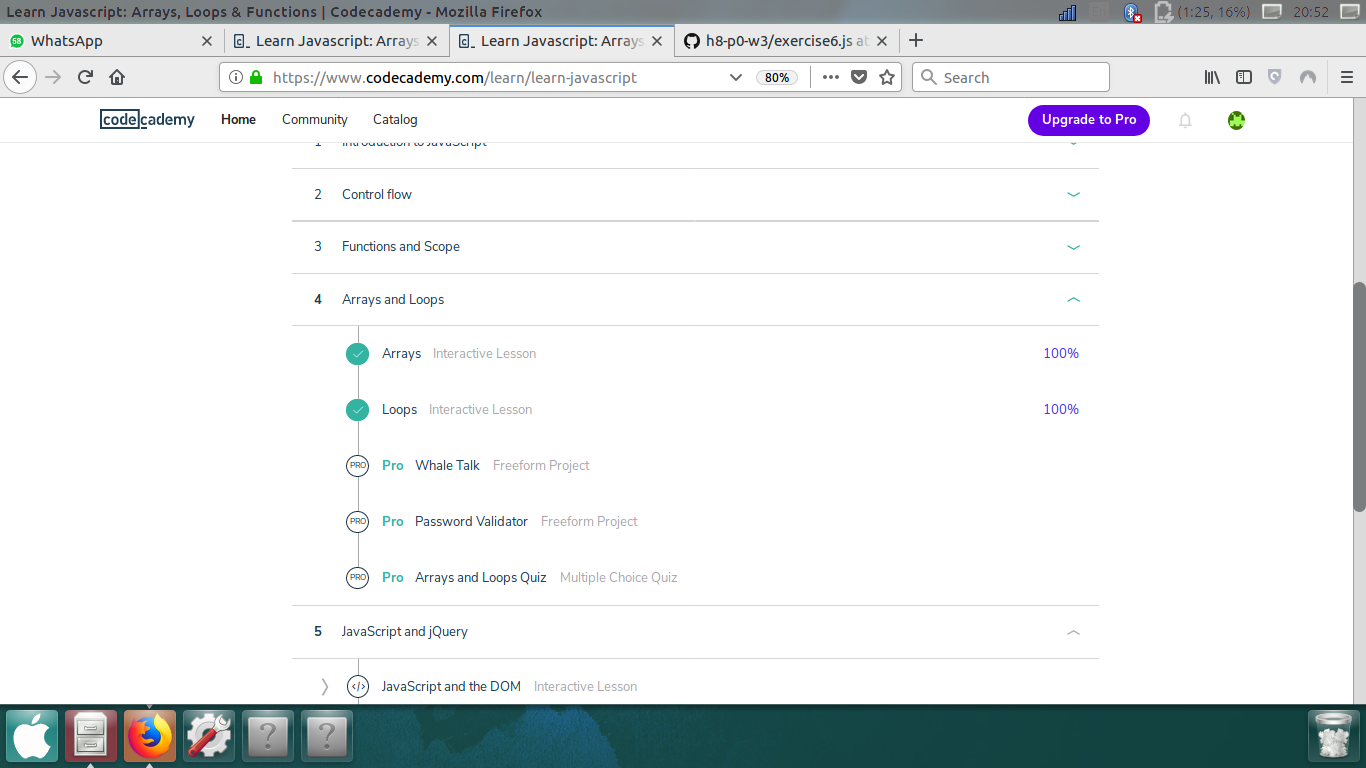 Learn Javascript: Arrays, Loops & Functions | Codecademy - Mozilla Firefox
(1:25, 16%)
20:52
58
WhatsApp
Learn Javascript: Arrays
Learn Javascript: Arrays
h8-p0-w3/exercise6.js at
https://www.codecademy.com/learn/learn-javascript
80%
Search
codecademy
Home
Community
Catalog
Upgrade to Pro
1 Introduction to JavaScript
2 Control flow
3 Functions and Scope
4 Arrays and Loops
Arrays Interactive Lesson 100%
Loops Interactive Lesson 100%
PRO Pro Whale Talk Freeform Project
PRO Pro Password Validator Freeform Project
PRO Pro Arrays and Loops Quiz Multiple Choice Quiz
5 JavaScript and jQuery
</> JavaScript and the DOM Interactive Lesson
? ?